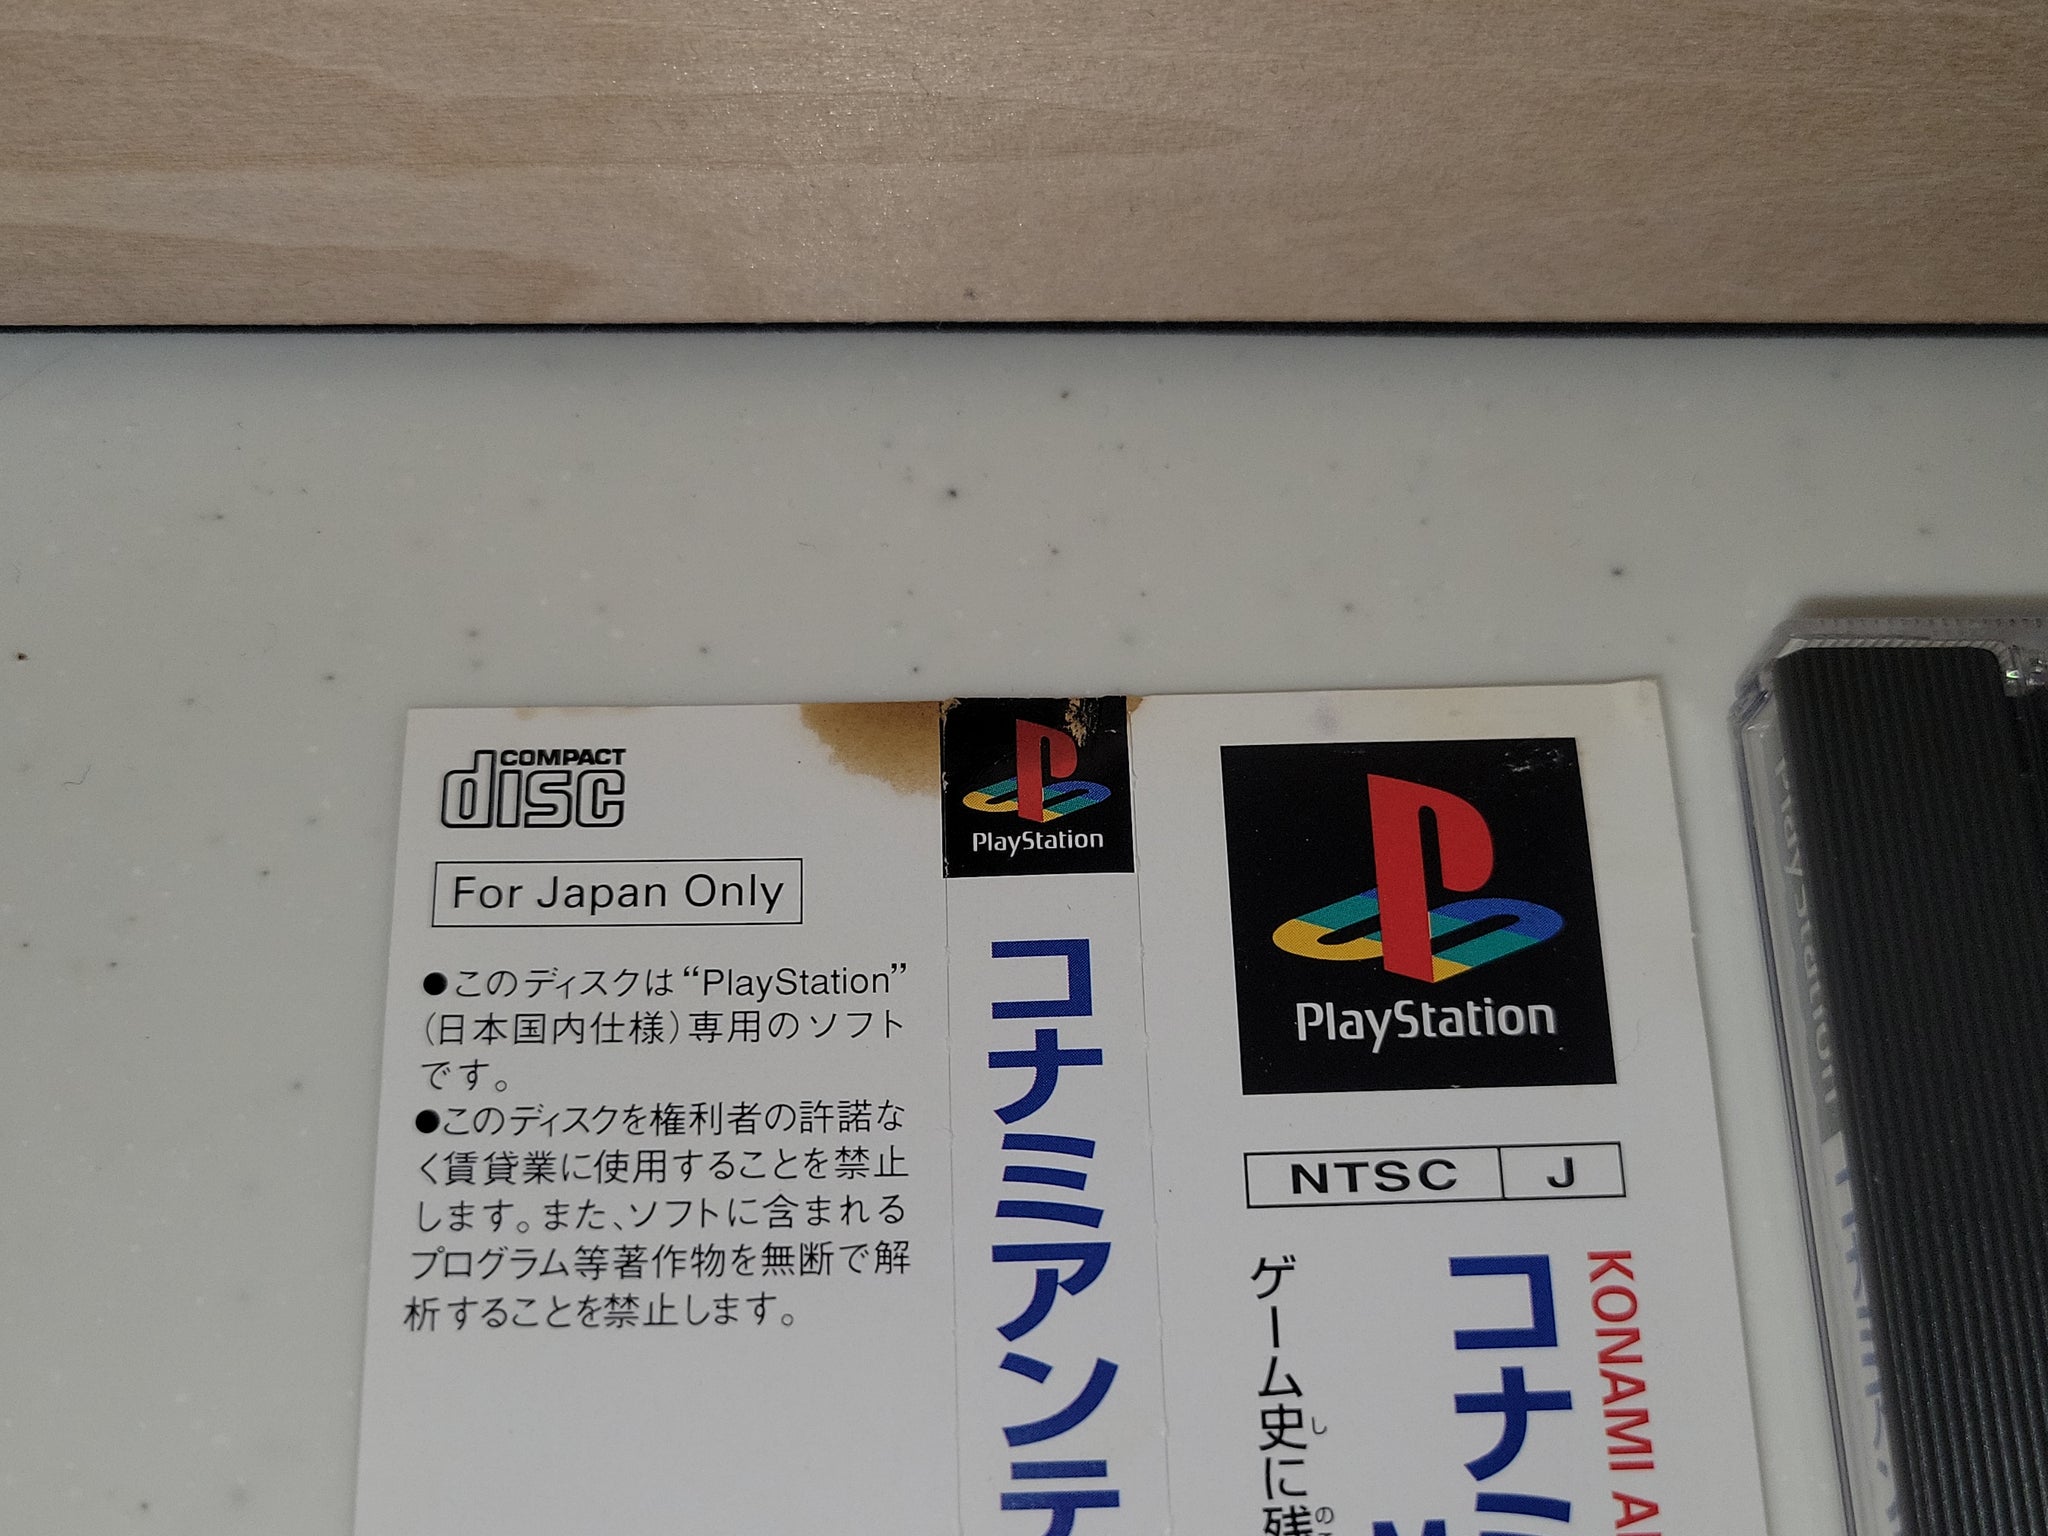 COMPACT
disc
For Japan Only
●このディスクは“PlayStation”
(日本国内仕様)専用のソフト
です。
●このディスクを権利者の許諾な
く賃貸業に使用することを禁止
します。また、ソフトに含まれる
プログラム等著作物を無断で解
析することを禁止します。
PlayStation
コナミアンテ
PlayStation
NTSC J
KONAMI
コナミ
ゲーム史に残
し
の
PlayStation